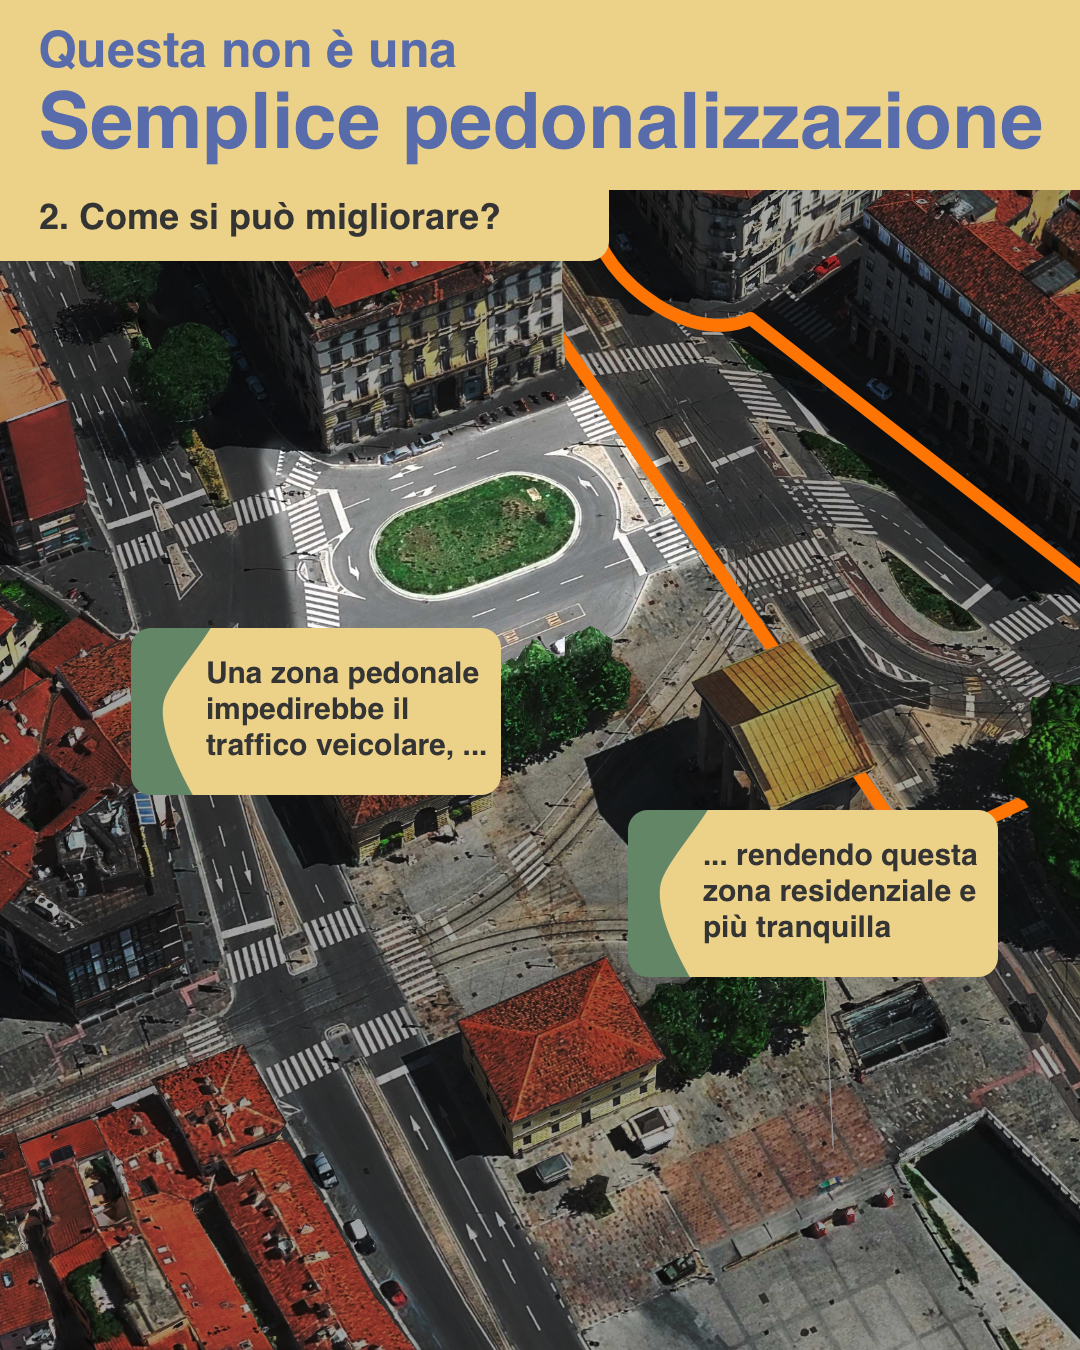 Questa non è una
Semplice pedonalizzazione
2. Come si può migliorare?
Una zona pedonale
impedirebbe il
traffico veicolare, ...
... rendendo questa
zona residenziale e
più tranquilla